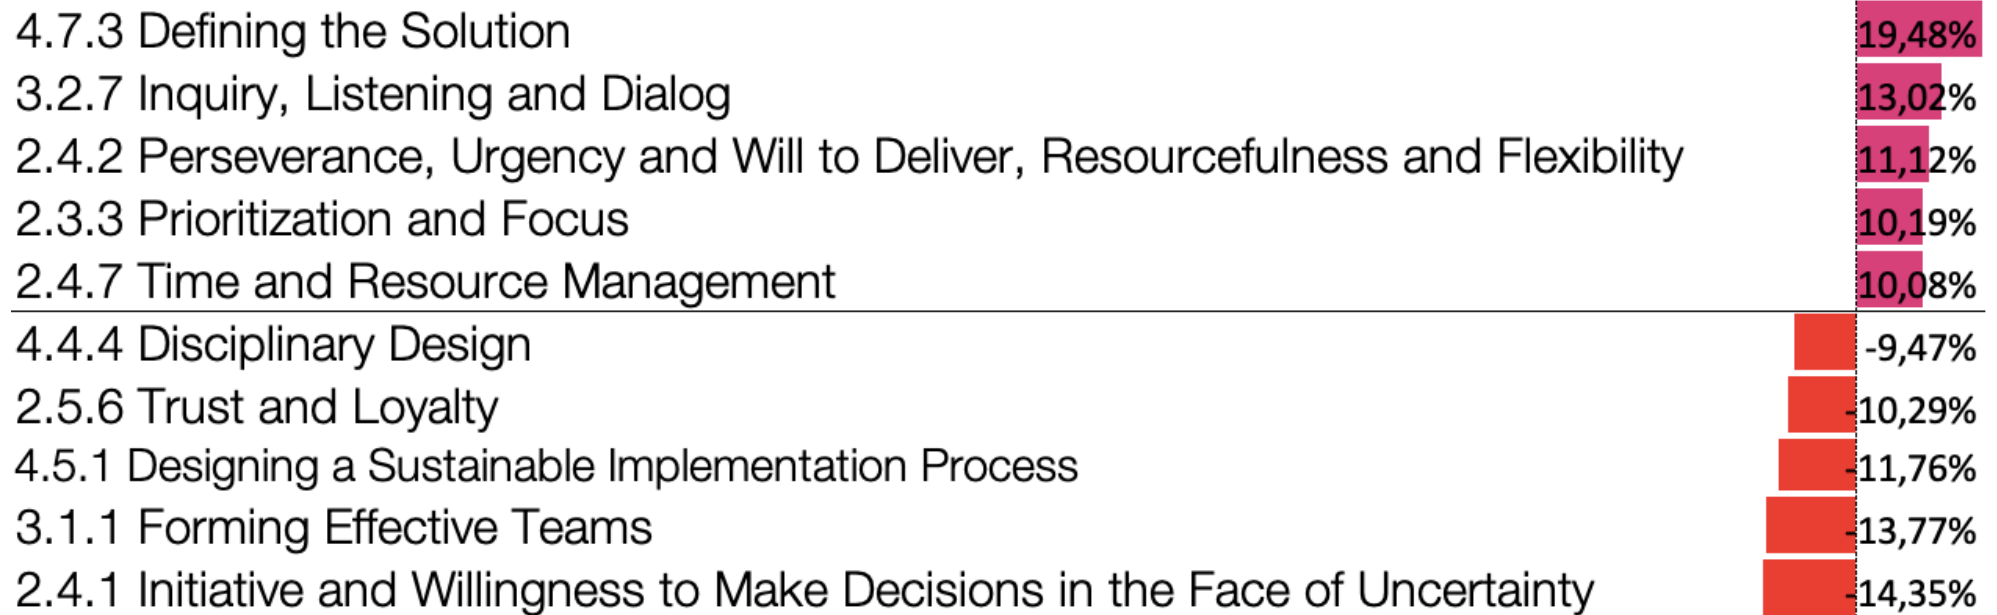 4.7.3 Defining the Solution 19,48%
3.2.7 Inquiry, Listening and Dialog 13,02%
2.4.2 Perseverance, Urgency and Will to Deliver, Resourcefulness and Flexibility 11,12%
2.3.3 Prioritization and Focus 10,19%
2.4.7 Time and Resource Management 10,08%
4.4.4 Disciplinary Design -9,47%
2.5.6 Trust and Loyalty -10,29%
4.5.1 Designing a Sustainable Implementation Process -11,76%
3.1.1 Forming Effective Teams -13,77%
2.4.1 Initiative and Willingness to Make Decisions in the Face of Uncertainty -14,35%